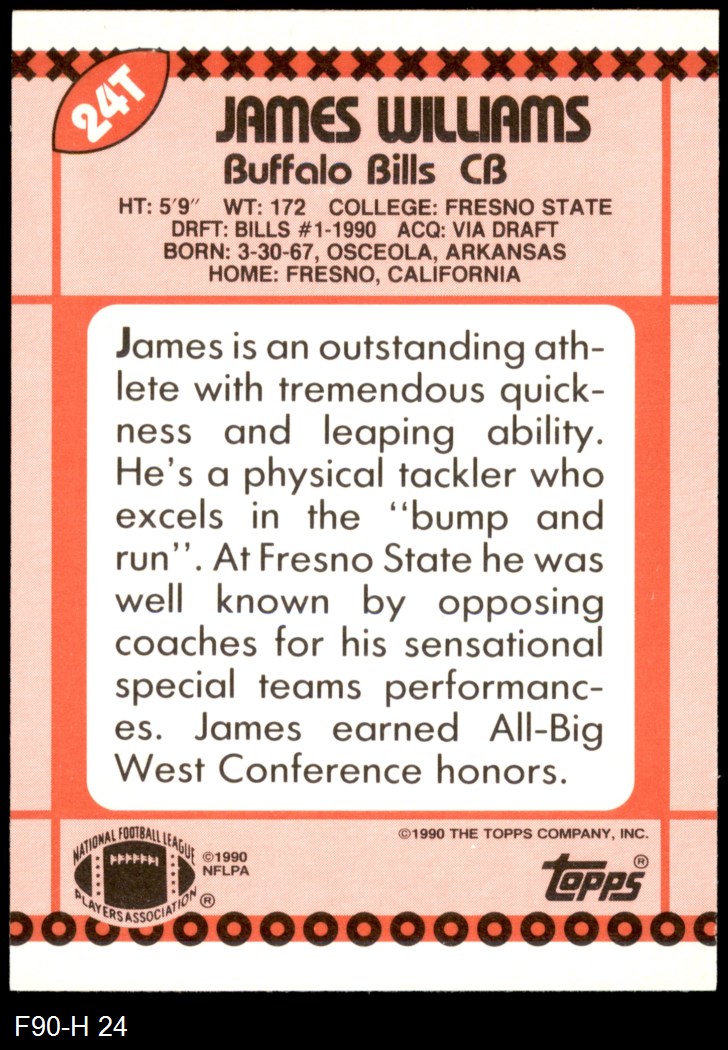 24T
JAMES WILLIAMS
Buffalo Bills CB
HT: 5'9" WT: 172 COLLEGE: FRESNO STATE
DRFT: BILLS #1-1990 ACQ: VIA DRAFT
BORN: 3-30-67, OSCEOLA, ARKANSAS
HOME: FRESNO, CALIFORNIA
James is an outstanding ath-
lete with tremendous quick-
ness and leaping ability.
He's a physical tackler who
excels in the "bump and
run". At Fresno State he was
well known by opposing
coaches for his sensational
special teams performanc-
es. James earned All-Big
West Conference honors.
©1990 THE TOPPS COMPANY, INC.
NATIONAL FOOTBALL LEAGUE
PLAYERS ASSOCIATION ®
©1990
NFLPA
topps®
F90-H 24